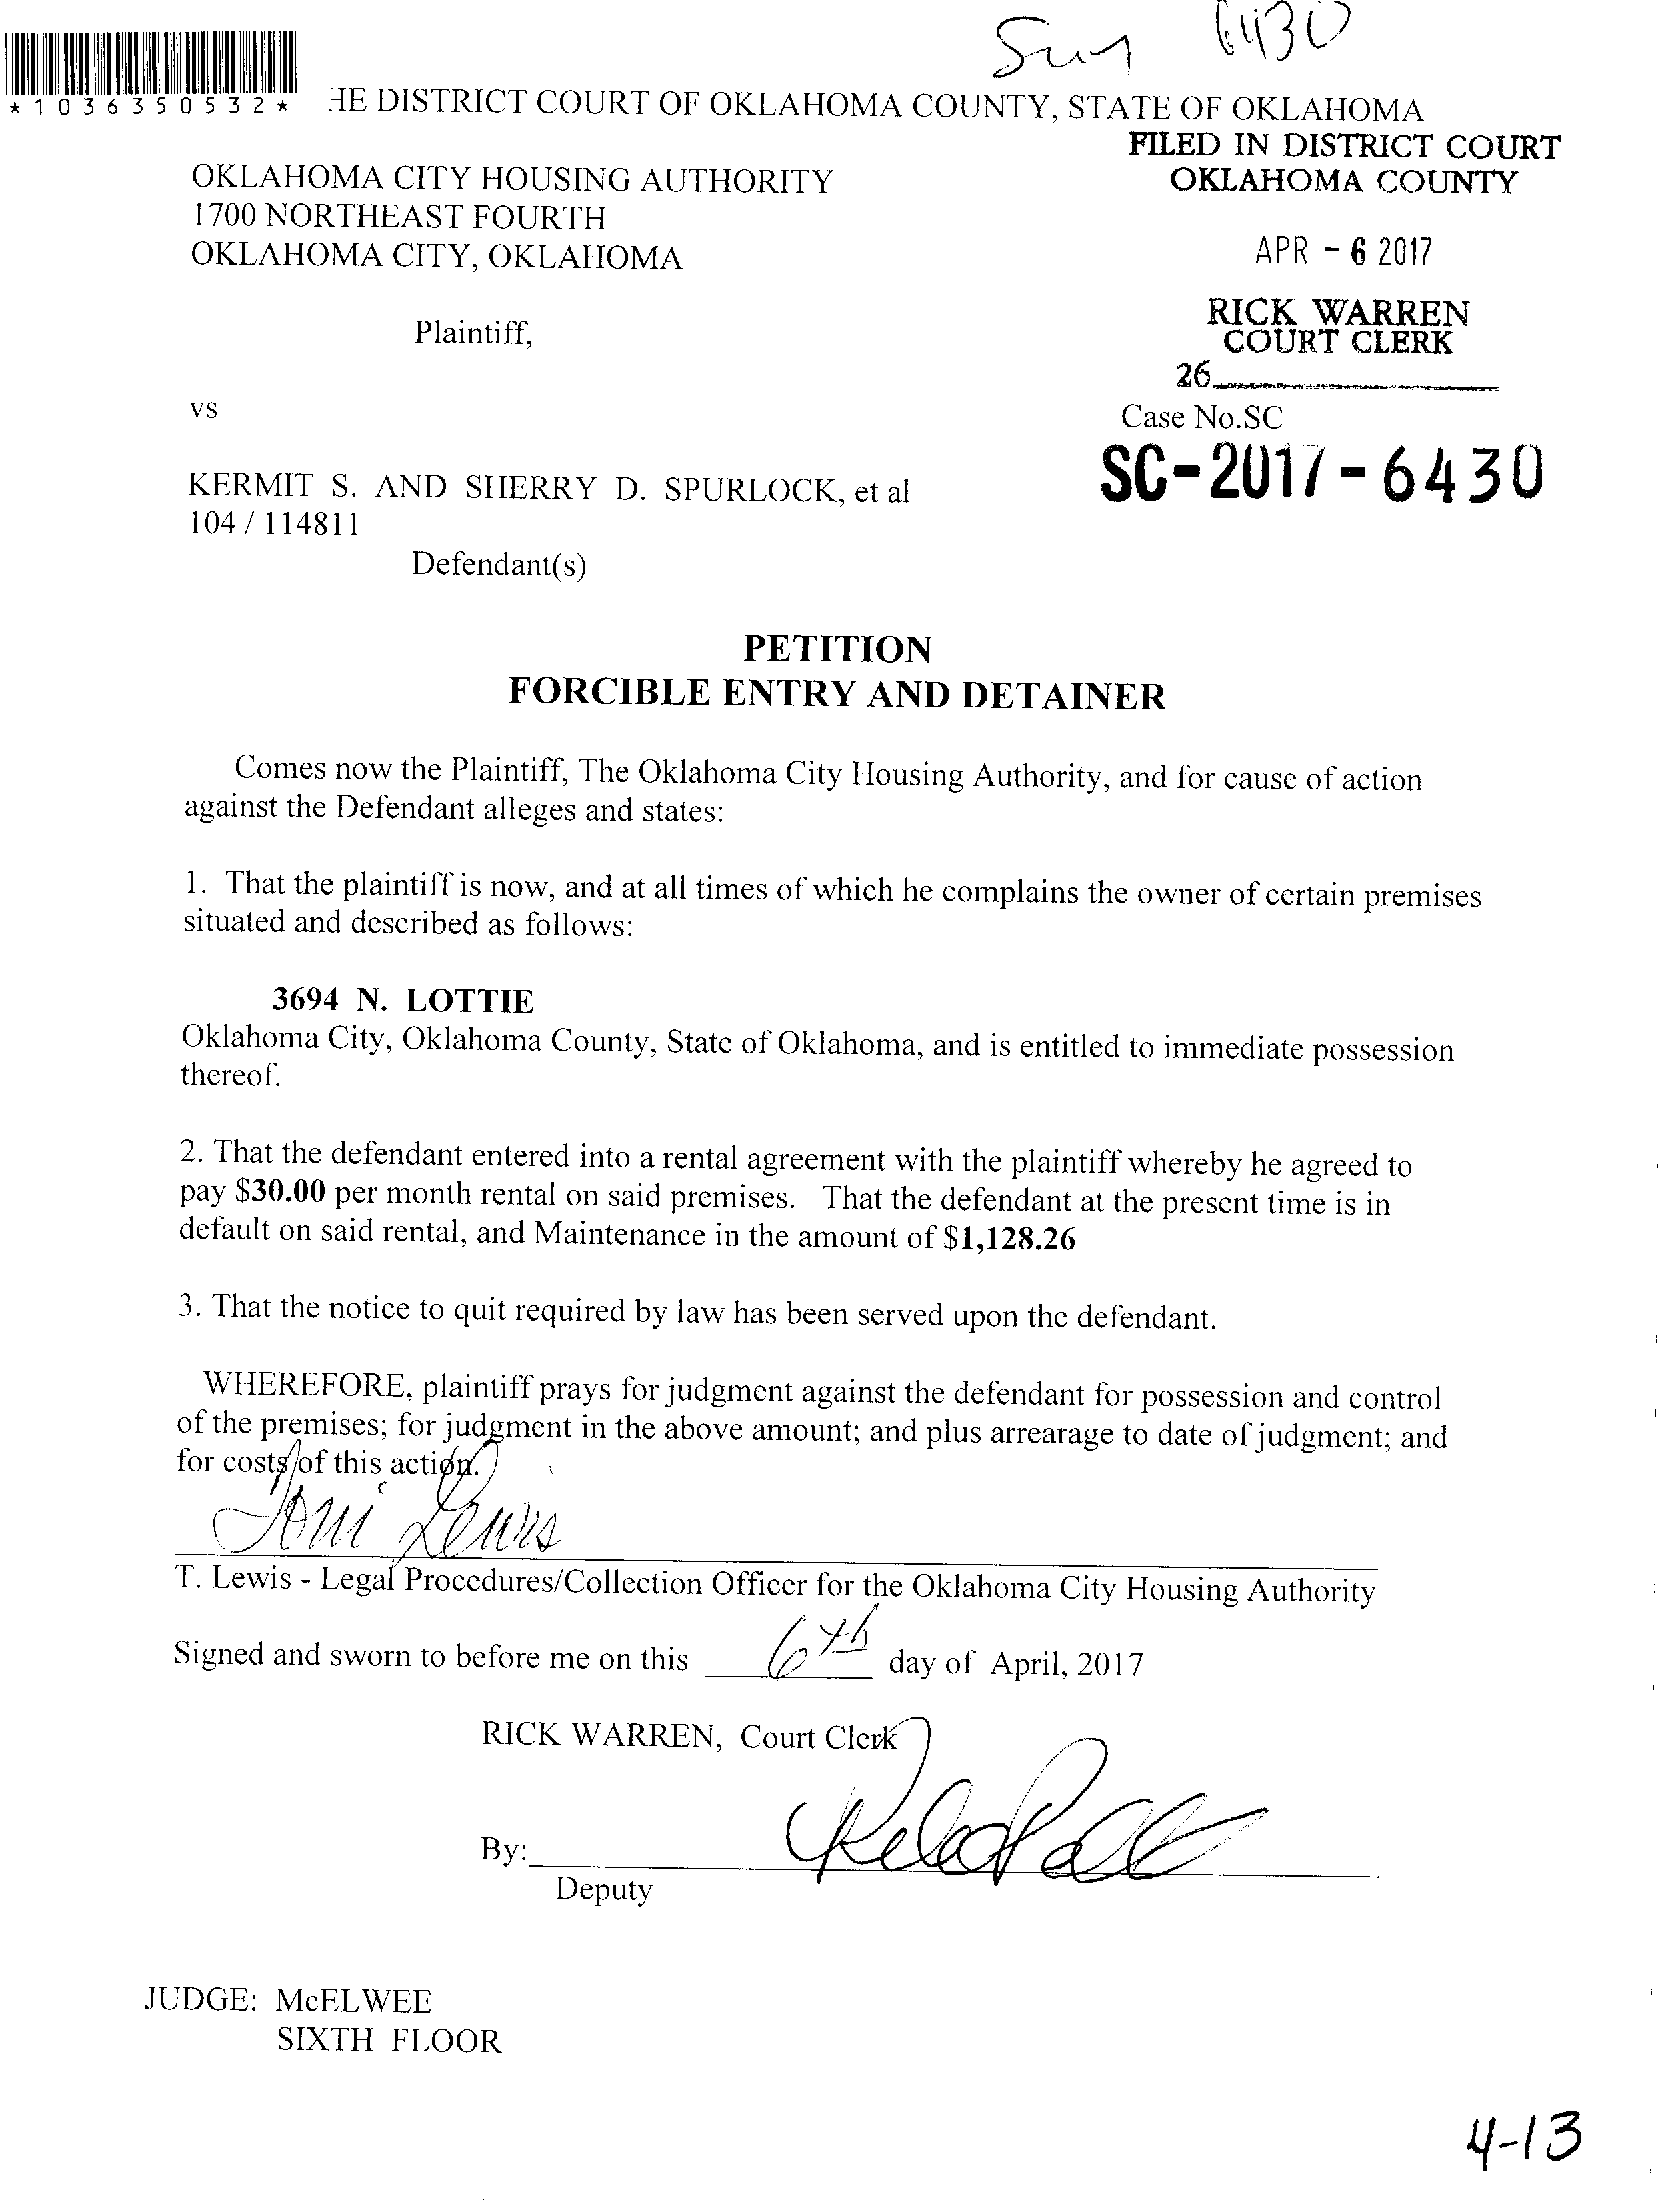 6430
*1036350532*
HE DISTRICT COURT OF OKLAHOMA COUNTY, STATE OF OKLAHOMA
FILED IN DISTRICT COURT
OKLAHOMA COUNTY
OKLAHOMA CITY HOUSING AUTHORITY
1700 NORTHEAST FOURTH
OKLAHOMA CITY, OKLAHOMA
APR - 6 2017
RICK WARREN
COURT CLERK
Plaintiff,
26
vs
Case No.SC
SC-2017-6430
KERMIT S. AND SHERRY D. SPURLOCK, et al
104 / 114811
Defendant(s)
PETITION
FORCIBLE ENTRY AND DETAINER
Comes now the Plaintiff, The Oklahoma City Housing Authority, and for cause of action
against the Defendant alleges and states:
1. That the plaintiff is now, and at all times of which he complains the owner of certain premises
situated and described as follows:
3694 N. LOTTIE
Oklahoma City, Oklahoma County, State of Oklahoma, and is entitled to immediate possession
thereof.
2. That the defendant entered into a rental agreement with the plaintiff whereby he agreed to
pay $30.00 per month rental on said premises. That the defendant at the present time is in
default on said rental, and Maintenance in the amount of $1,128.26
3. That the notice to quit required by law has been served upon the defendant.
WHEREFORE, plaintiff prays for judgment against the defendant for possession and control
of the premises; for judgment in the above amount; and plus arrearage to date of judgment; and
for costs of this action.
Toni Lewis
T. Lewis - Legal Procedures/Collection Officer for the Oklahoma City Housing Authority
Signed and sworn to before me on this 6th day of April, 2017
RICK WARREN, Court Clerk
By:
Deputy
JUDGE: McELWEE
SIXTH FLOOR
4-13